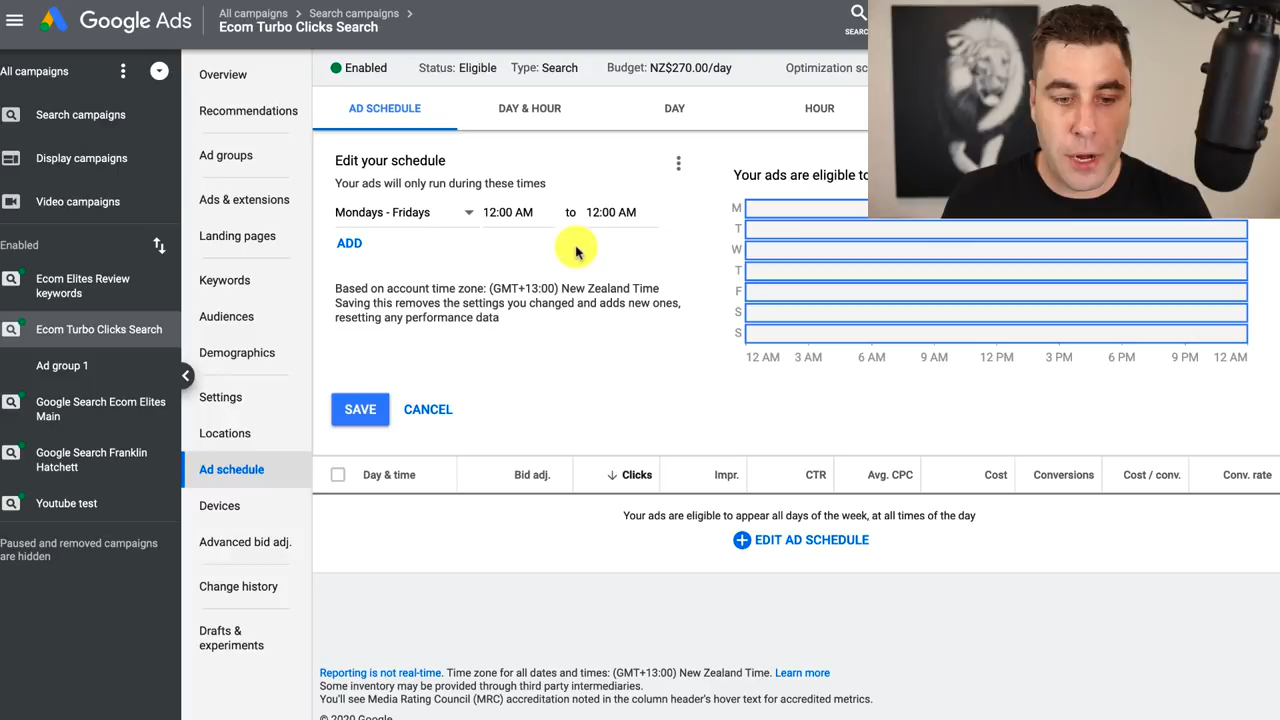 Google Ads
All campaigns > Search campaigns >
Ecom Turbo Clicks Search
SEARC
All campaigns
Search campaigns
Display campaigns
Video campaigns
Enabled
Ecom Elites Review
keywords
Ecom Turbo Clicks Search
Ad group 1
Google Search Ecom Elites
Main
Google Search Franklin
Hatchett
Youtube test
Paused and removed campaigns
are hidden
Overview
Recommendations
Ad groups
Ads & extensions
Landing pages
Keywords
Audiences
Demographics
Settings
Locations
Ad schedule
Devices
Advanced bid adj.
Change history
Drafts &
experiments
Enabled Status: Eligible Type: Search Budget: NZ$270.00/day Optimization sc
AD SCHEDULE DAY & HOUR DAY HOUR
Edit your schedule
Your ads will only run during these times
Mondays - Fridays 12:00 AM to 12:00 AM
ADD
Based on account time zone: (GMT+13:00) New Zealand Time
Saving this removes the settings you changed and adds new ones,
resetting any performance data
SAVE CANCEL
Your ads are eligible to
M
T
W
T
F
S
S
12 AM 3 AM 6 AM 9 AM 12 PM 3 PM 6 PM 9 PM 12 AM
Day & time Bid adj. Clicks Impr. CTR Avg. CPC Cost Conversions Cost / conv. Conv. rate
Your ads are eligible to appear all days of the week, at all times of the day
EDIT AD SCHEDULE
Reporting is not real-time. Time zone for all dates and times: (GMT+13:00) New Zealand Time. Learn more
Some inventory may be provided through third party intermediaries.
You'll see Media Rating Council (MRC) accreditation noted in the column header's hover text for accredited metrics.
© 2020 Google